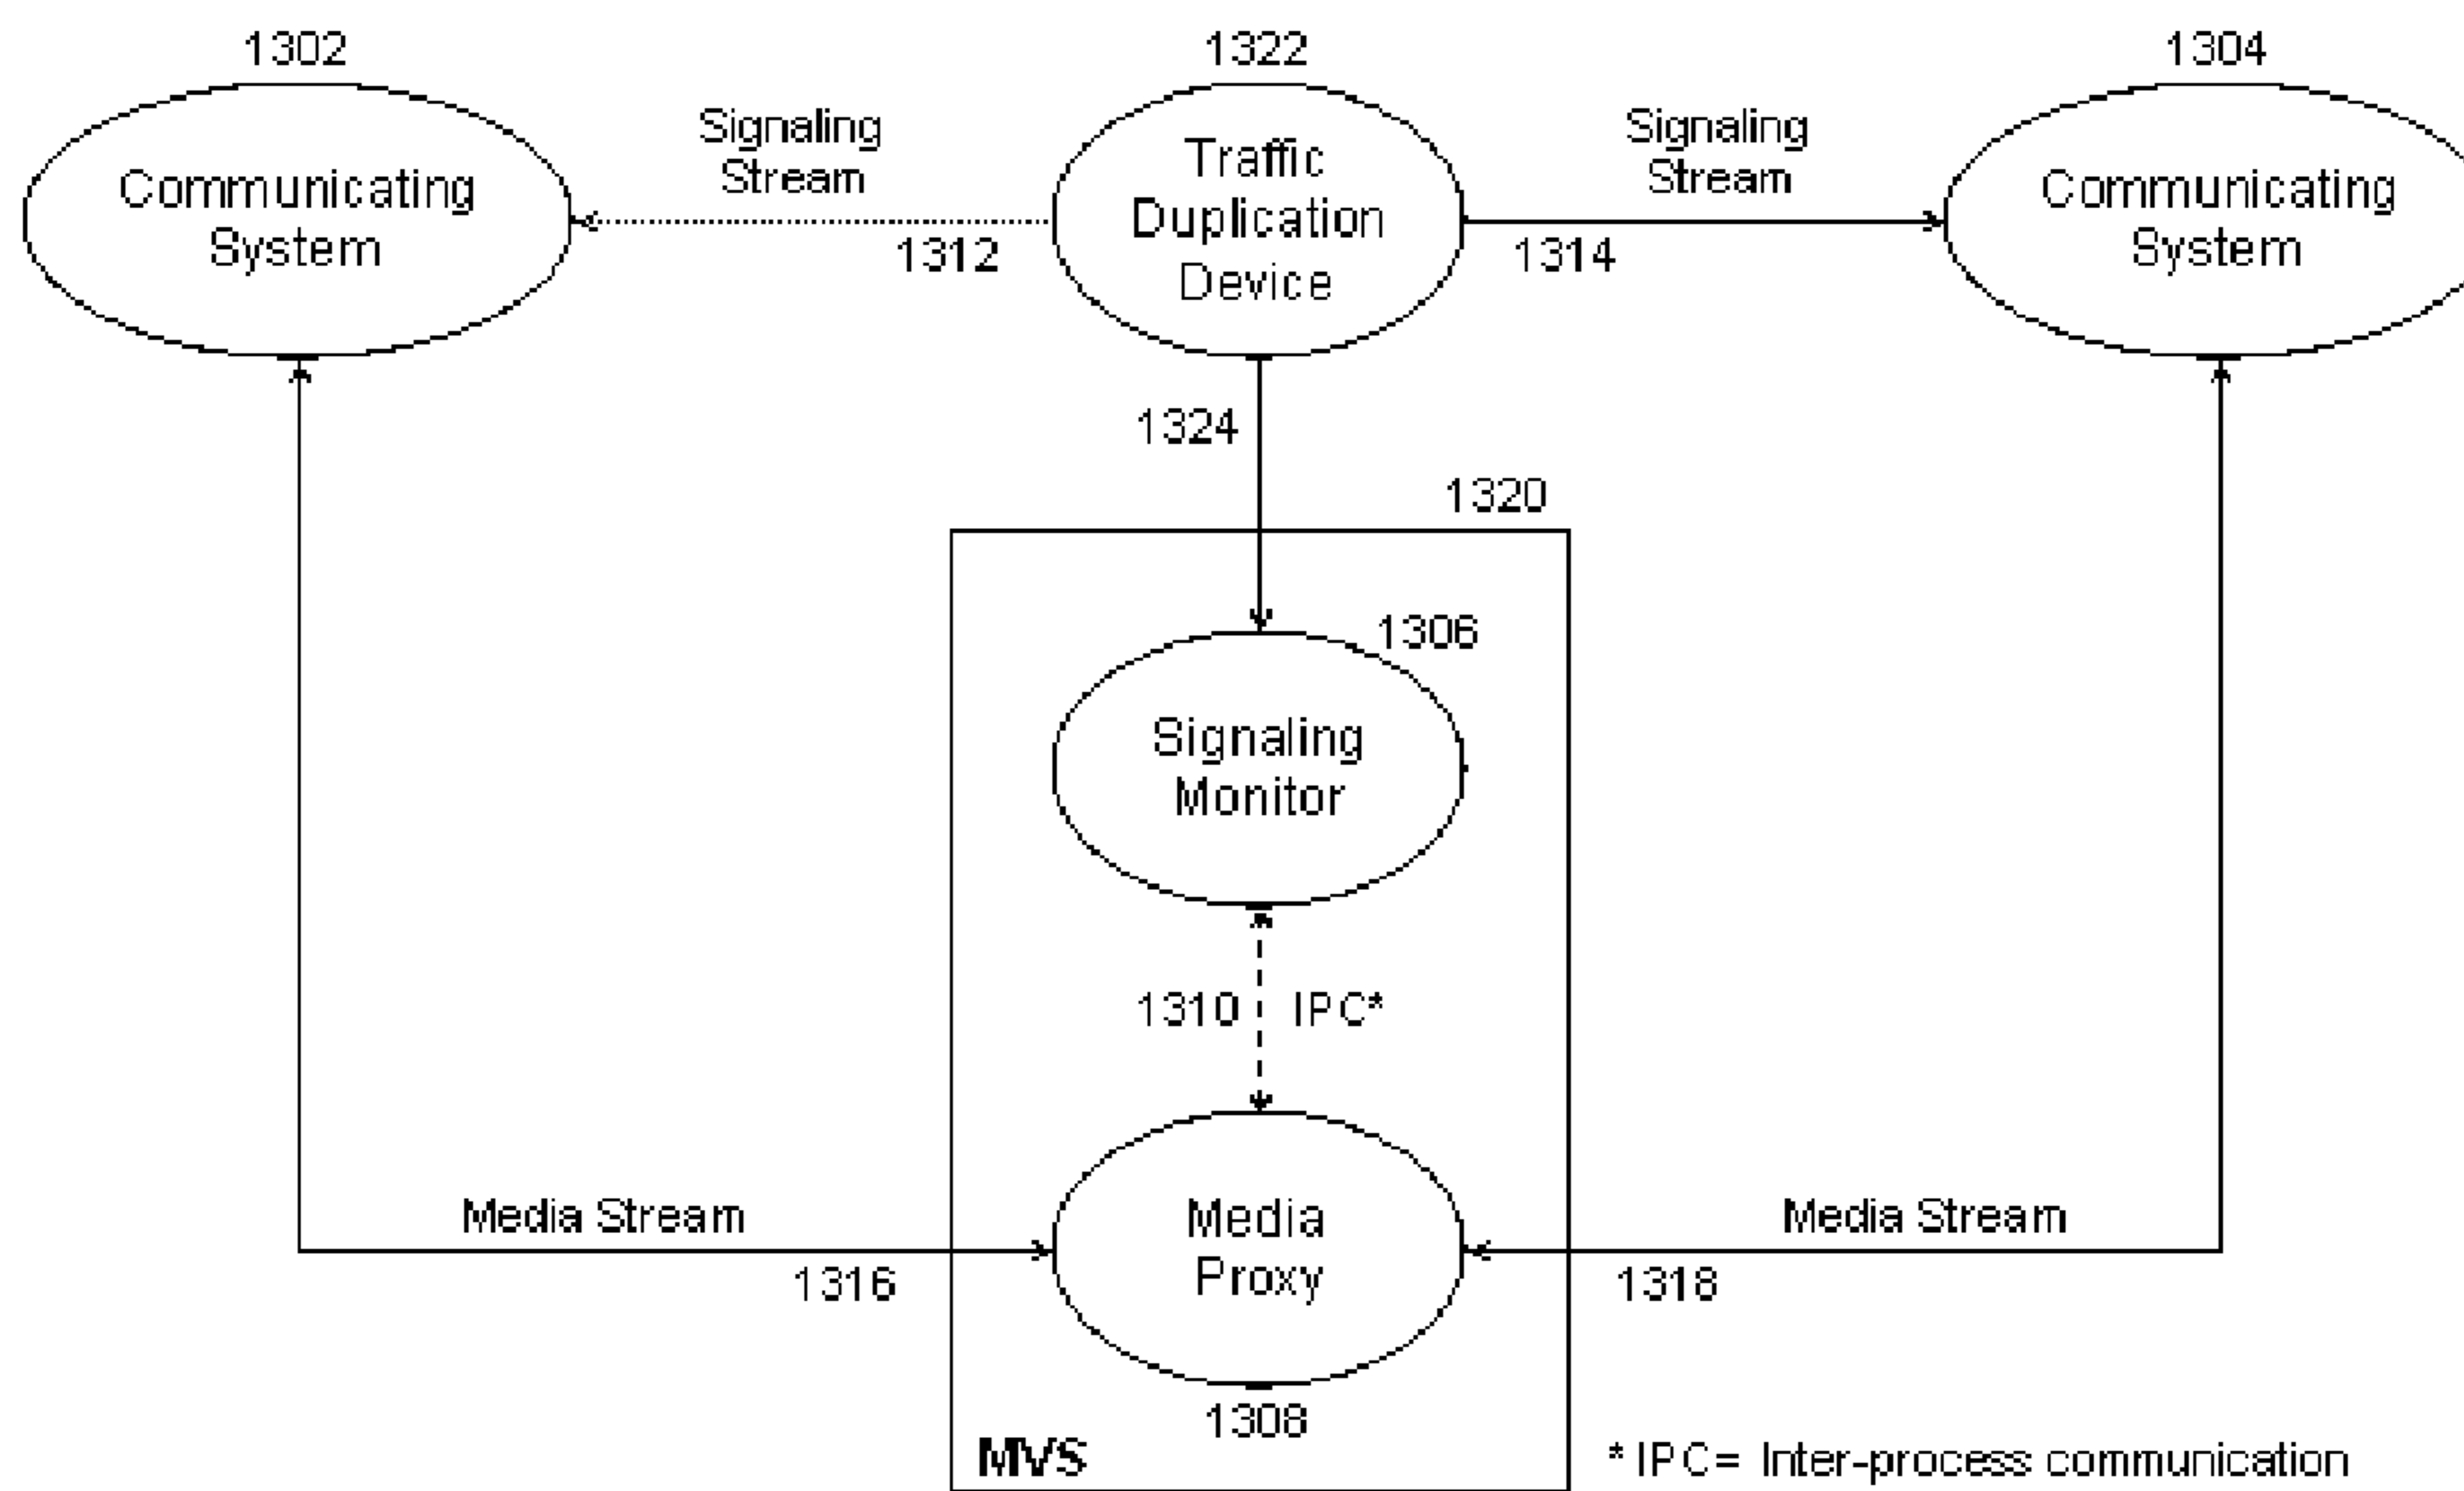 1302
1322
1304
Communicating
System
Signaling
Stream
1312
Traffic
Duplication
Device
Signaling
Stream
1314
Communicating
System
1324
1320
1306
Signaling
Monitor
1310
IPC*
Media Stream
1316
Media
Proxy
Media Stream
1318
1308
MVS
* IPC= Inter-process communication